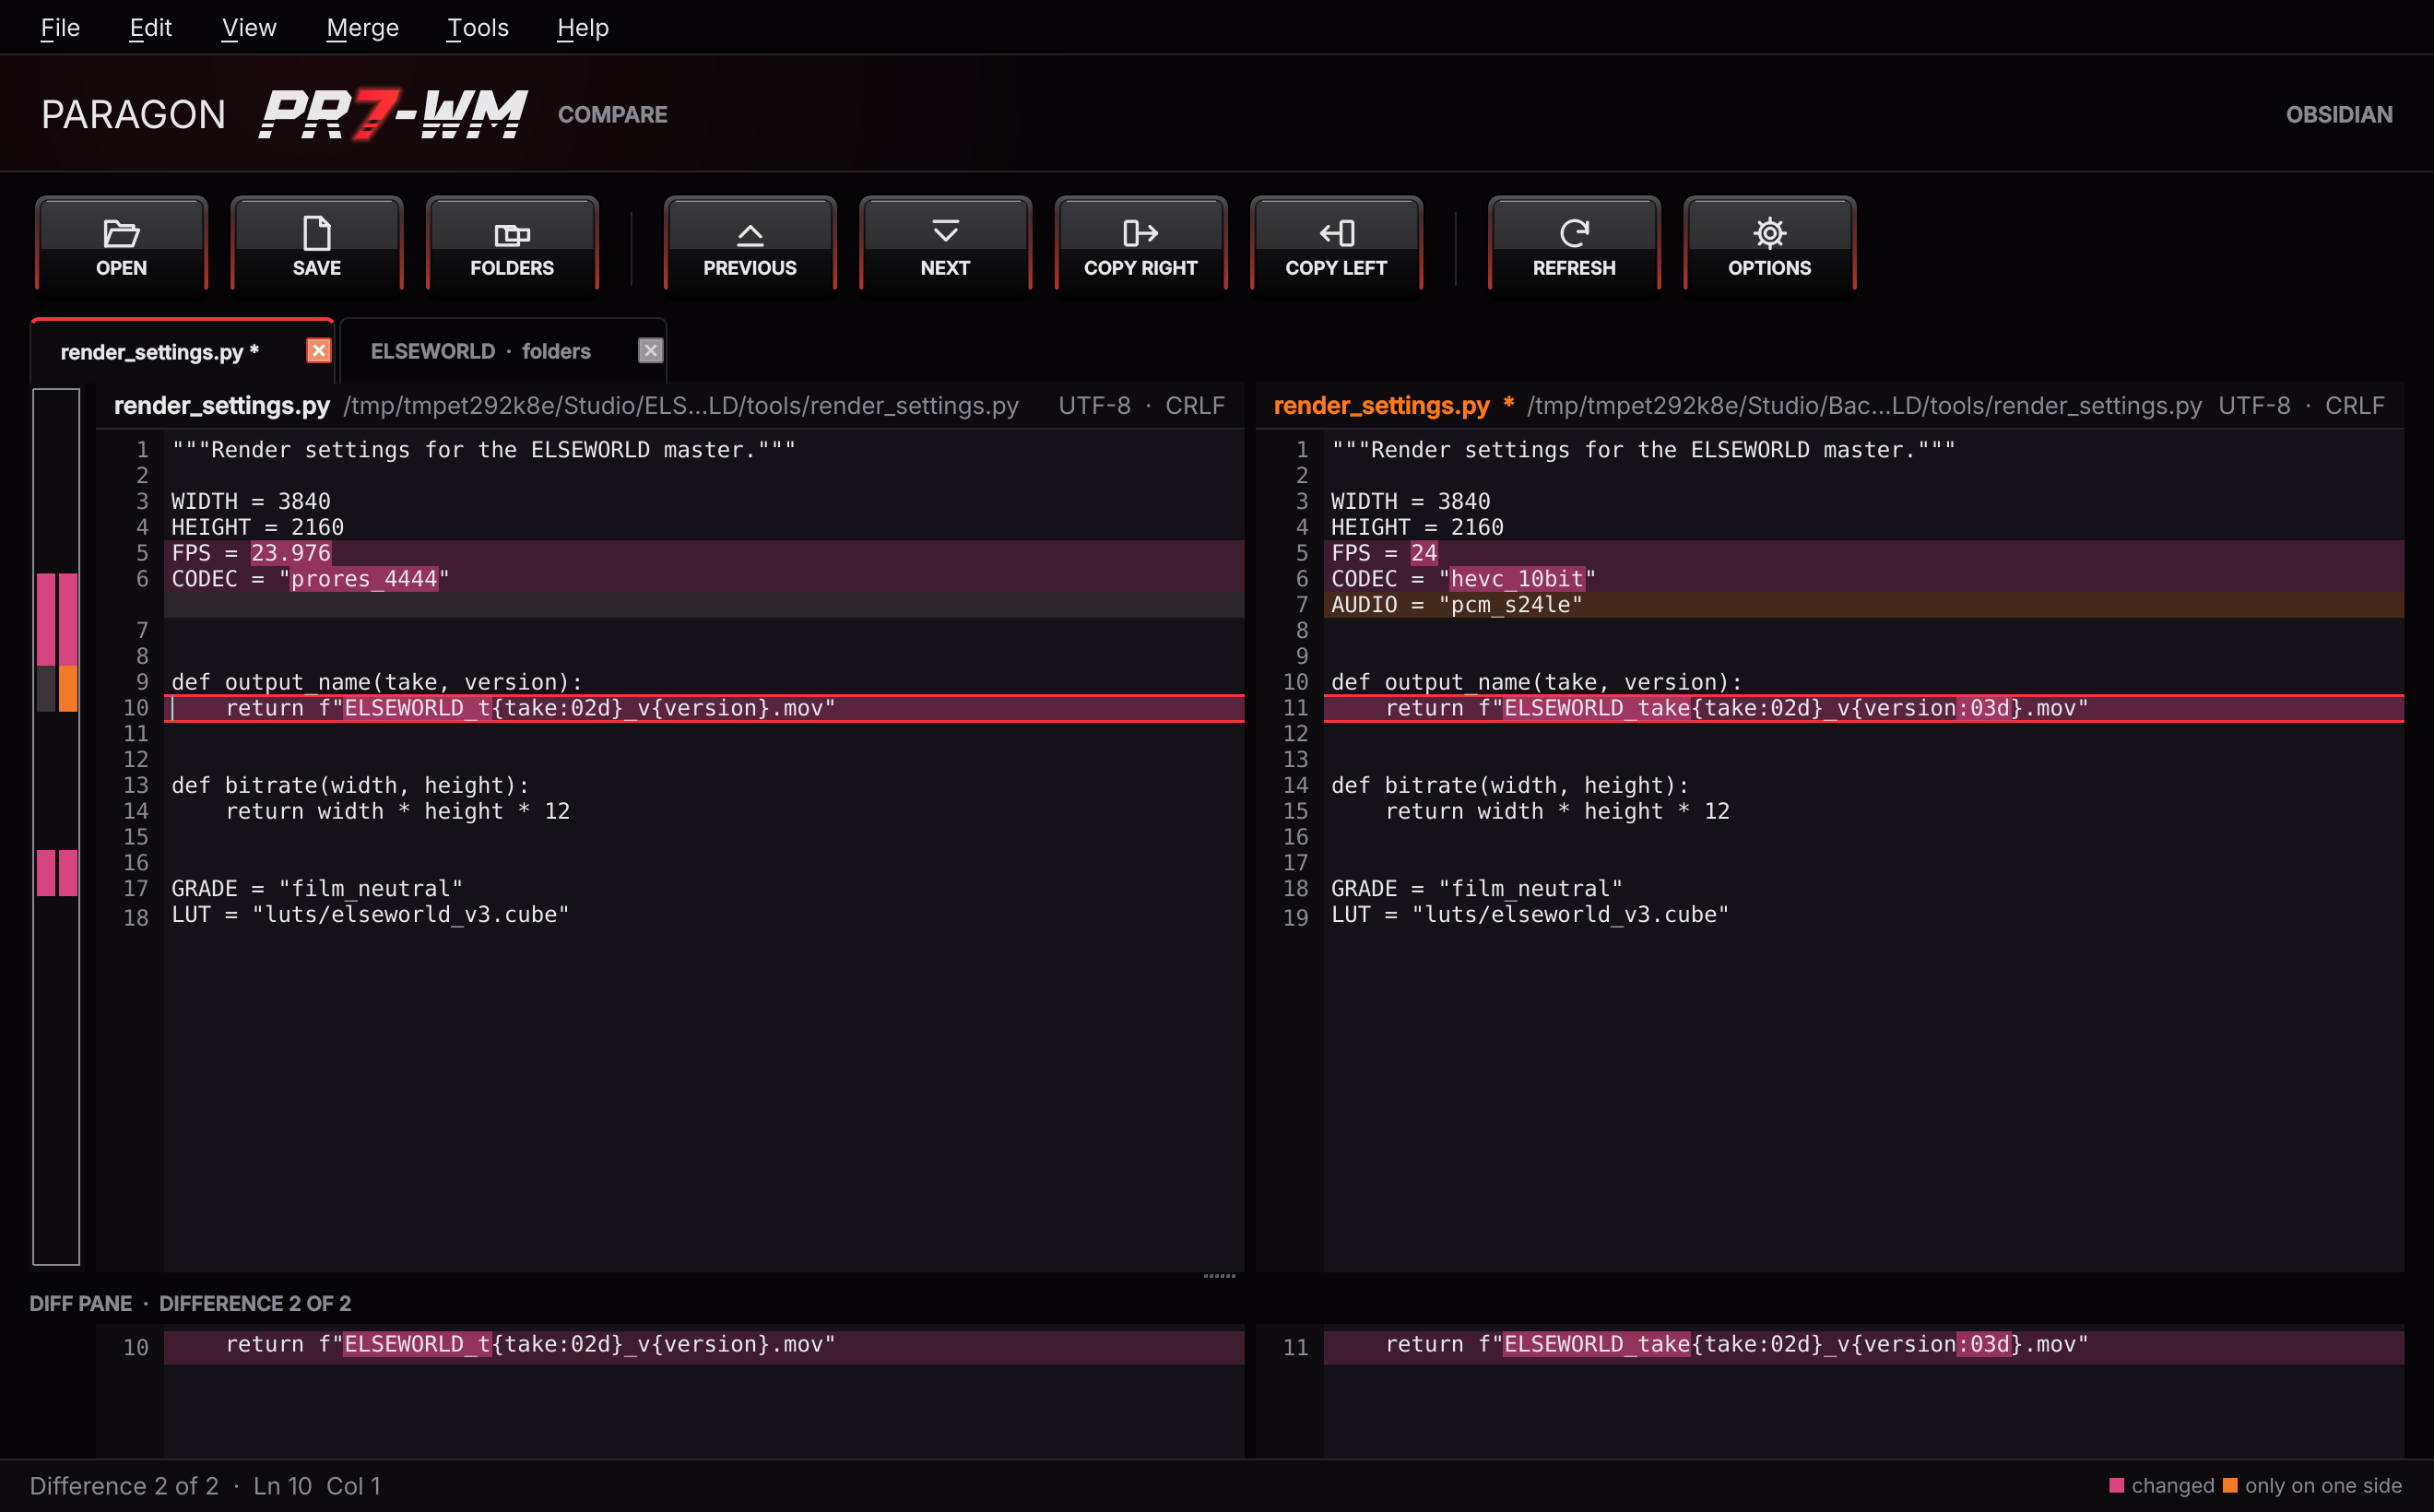 File Edit View Merge Tools Help
PARAGON PR7-WM COMPARE OBSIDIAN
OPEN SAVE FOLDERS PREVIOUS NEXT COPY RIGHT COPY LEFT REFRESH OPTIONS
render_settings.py * ELSEWORLD · folders
render_settings.py /tmp/tmpet292k8e/Studio/ELS...LD/tools/render_settings.py UTF-8 · CRLF
1 """Render settings for the ELSEWORLD master."""
2
3 WIDTH = 3840
4 HEIGHT = 2160
5 FPS = 23.976
6 CODEC = "prores_4444"
7
8
9 def output_name(take, version):
10     return f"ELSEWORLD_t{take:02d}_v{version}.mov"
11
12
13 def bitrate(width, height):
14     return width * height * 12
15
16
17 GRADE = "film_neutral"
18 LUT = "luts/elseworld_v3.cube"
render_settings.py * /tmp/tmpet292k8e/Studio/Bac...LD/tools/render_settings.py UTF-8 · CRLF
1 """Render settings for the ELSEWORLD master."""
2
3 WIDTH = 3840
4 HEIGHT = 2160
5 FPS = 24
6 CODEC = "hevc_10bit"
7 AUDIO = "pcm_s24le"
8
9
10 def output_name(take, version):
11     return f"ELSEWORLD_take{take:02d}_v{version:03d}.mov"
12
13
14 def bitrate(width, height):
15     return width * height * 12
16
17
18 GRADE = "film_neutral"
19 LUT = "luts/elseworld_v3.cube"
DIFF PANE · DIFFERENCE 2 OF 2
10     return f"ELSEWORLD_t{take:02d}_v{version}.mov"
11     return f"ELSEWORLD_take{take:02d}_v{version:03d}.mov"
Difference 2 of 2 · Ln 10 Col 1
changed only on one side